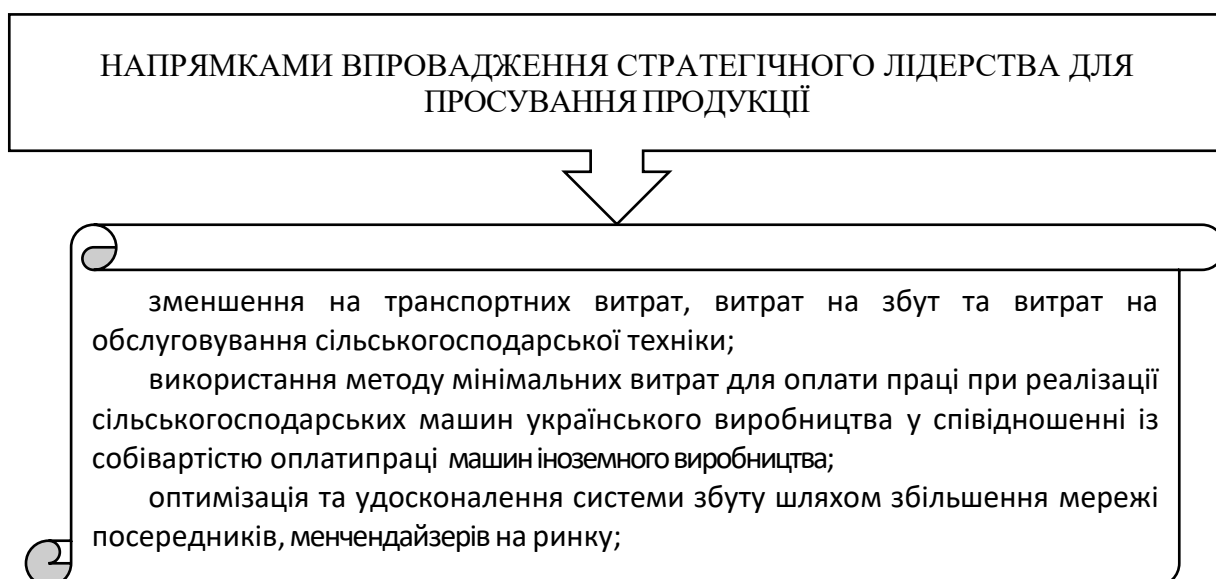 НАПРЯМКАМИ ВПРОВАДЖЕННЯ СТРАТЕГІЧНОГО ЛІДЕРСТВА ДЛЯ
ПРОСУВАННЯ ПРОДУКЦІЇ
зменшення на транспортних витрат, витрат на збут та витрат на
обслуговування сільськогосподарської техніки;
використання методу мінімальних витрат для оплати праці при реалізації
сільськогосподарських машин українського виробництва у співідношенні із
собівартістю оплатипраці машин іноземного виробництва;
оптимізація та удосконалення системи збуту шляхом збільшення мережі
посередників, менчендайзерів на ринку;